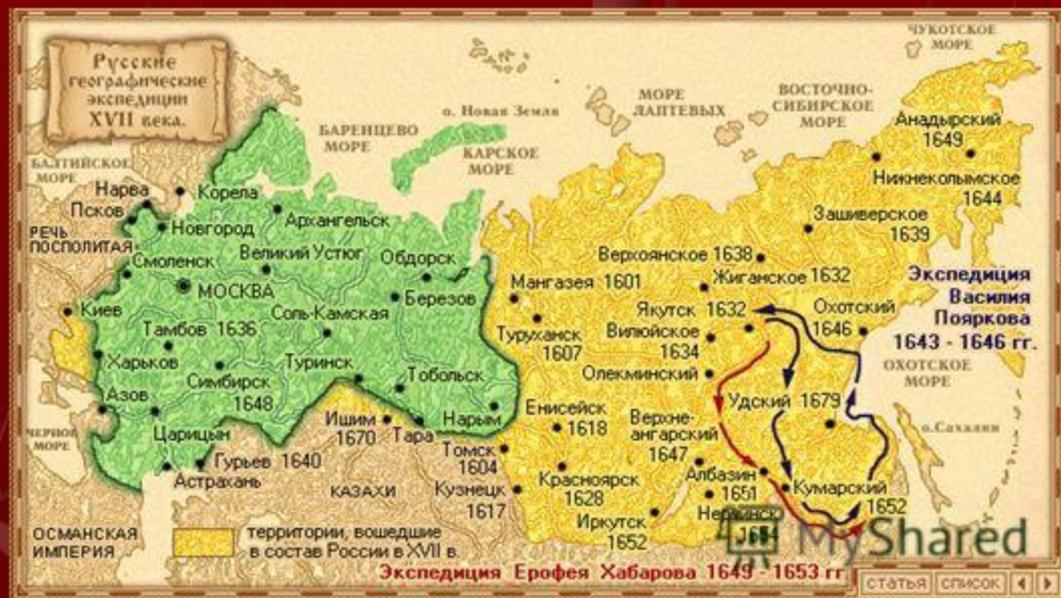 Русские
географические
экспедиции
XVII века.
ЧУКОТСКОЕ
МОРЕ
ВОСТОЧНО-
СИБИРСКОЕ
МОРЕ
МОРЕ
ЛАПТЕВЫХ
о. Новая Земля
БАРЕНЦЕВО
МОРЕ
КАРСКОЕ
МОРЕ
БАЛТИЙСКОЕ
МОРЕ
Анадырский
1649
Нижнеколымское
1644
Нарва
Корела
Псков
Новгород
Архангельск
Зашиверское
1639
РЕЧЬ
ПОСПОЛИТАЯ
Смоленск
Великий Устюг
Обдорск
Верхоянское 1638
Жиганское 1632
Мангазея 1601
Экспедиция
Василия
Пояркова
1643 - 1646 гг.
МОСКВА
Березов
Киев
Соль-Камская
Якутск 1632
Охотский
1646
Тамбов 1636
Туруханск
1607
Вилюйское
1634
Харьков
Туринск
Тобольск
Олекминский
ОХОТСКОЕ
МОРЕ
Симбирск
1648
Азов
Удский 1679
Ишим
1670
Тара
Нарым
Енисейск
1618
Верхне-
ангарский
1647
о.Сахалин
ЧЕРНОЕ
МОРЕ
Царицын
Томск
1604
Гурьев 1640
Астрахань
КАЗАХИ
Кузнецк
1617
Красноярск
1628
Албазин
1651
Кумарский
1652
Иркутск
1652
ОСМАНСКАЯ
ИМПЕРИЯ
территории, вошедшие
в состав России в XVII в.
MyShared
Экспедиция Ерофея Хабарова 1649 - 1653 гг
статья
список